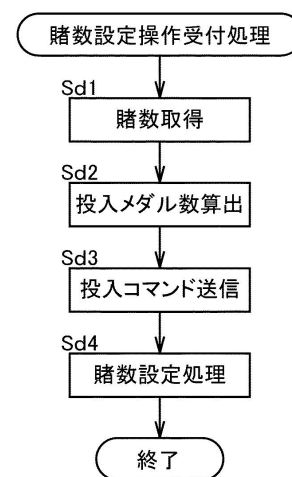 賭数設定操作受付処理
Sd1
賭数取得
Sd2
投入メダル数算出
Sd3
投入コマンド送信
Sd4
賭数設定処理
終了